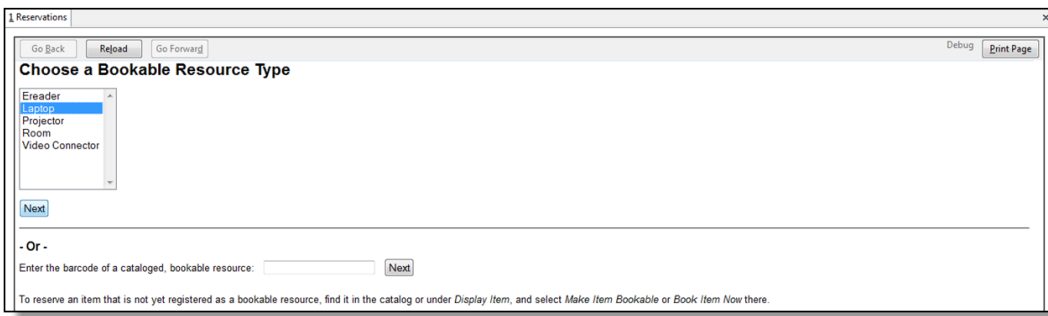 1 Reservations x
Go Back Reload Go Forward Debug Print Page
Choose a Bookable Resource Type
Ereader
Laptop
Projector
Room
Video Connector
Next
- Or -
Enter the barcode of a cataloged, bookable resource: Next
To reserve an item that is not yet registered as a bookable resource, find it in the catalog or under Display Item, and select Make Item Bookable or Book Item Now there.